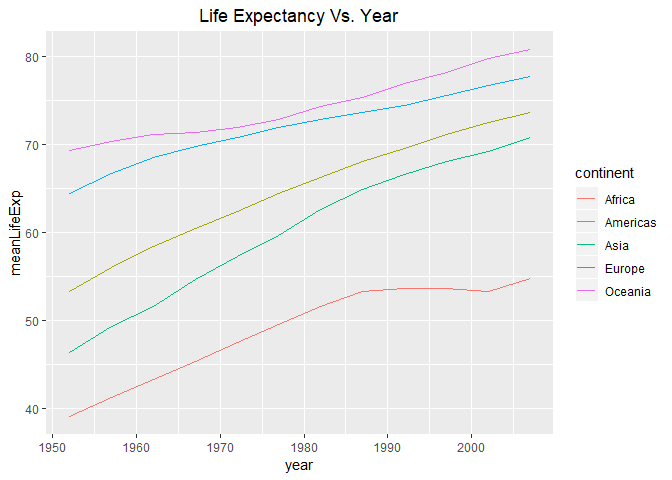 Life Expectancy Vs. Year
80
70
60
50
40
meanLifeExp
1950 1960 1970 1980 1990 2000
year
continent
Africa
Americas
Asia
Europe
Oceania